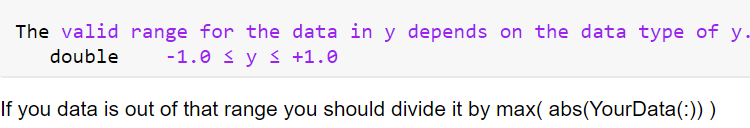 The valid range for the data in y depends on the data type of y.
double -1.0 ≤ y ≤ +1.0
If you data is out of that range you should divide it by max( abs(YourData(:)) )